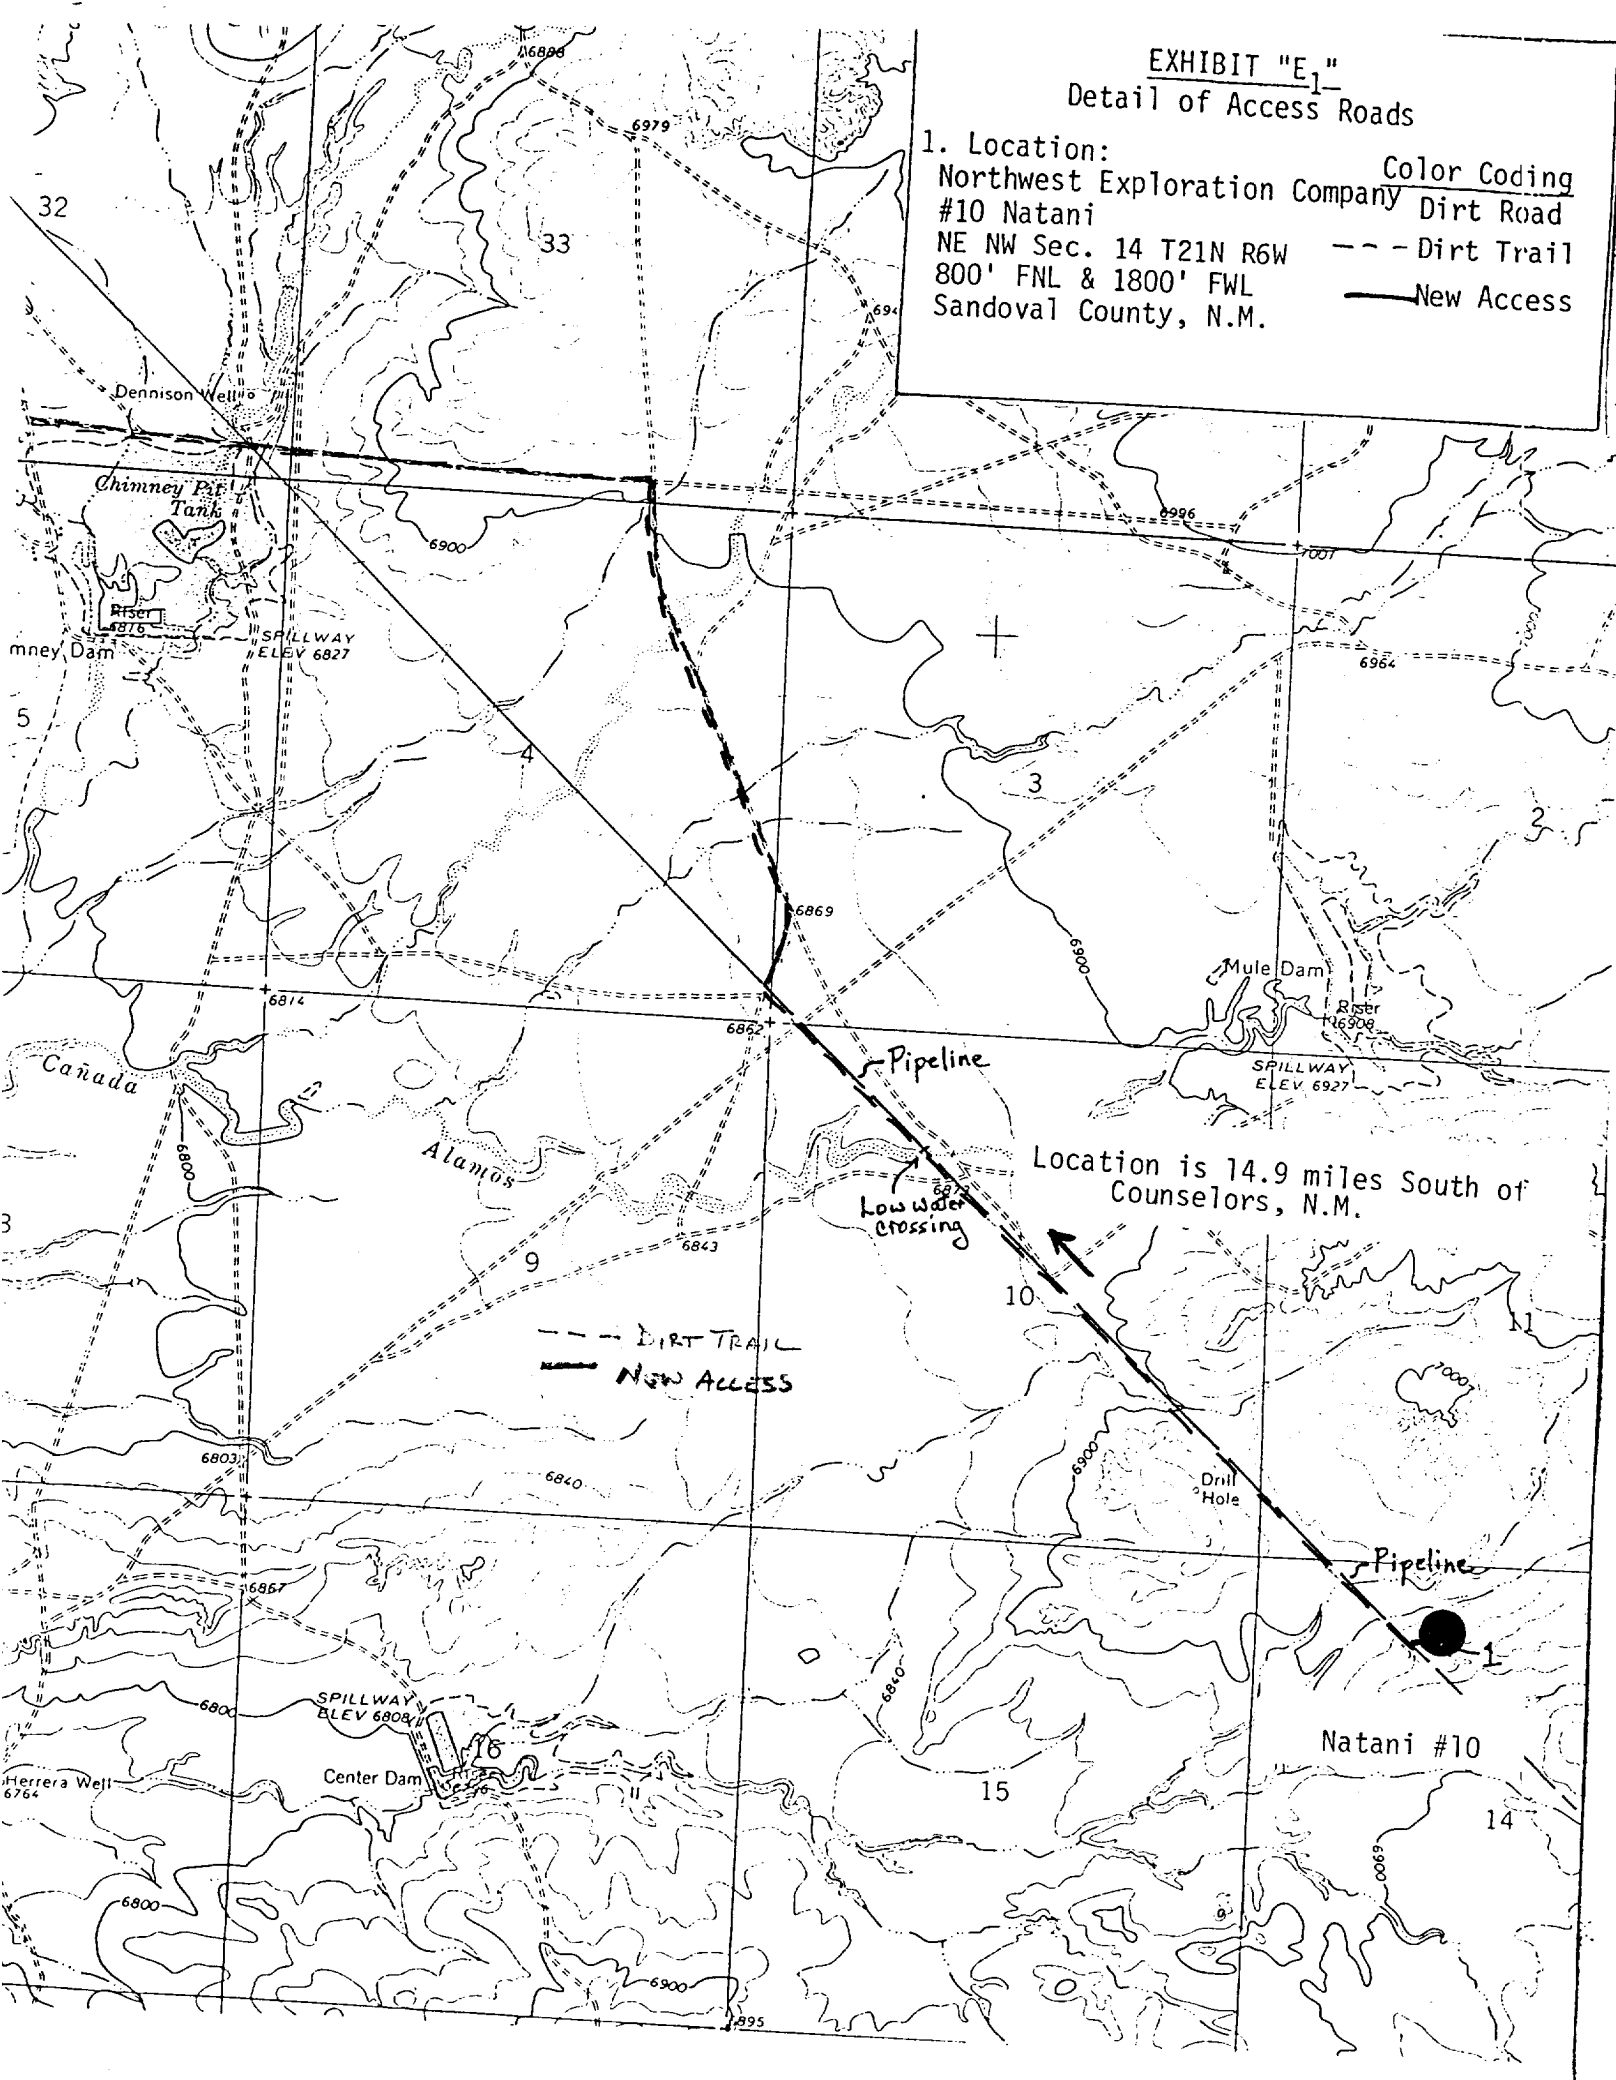 EXHIBIT "E1"
Detail of Access Roads
1. Location:
Northwest Exploration Company
#10 Natani
NE NW Sec. 14 T21N R6W
800' FNL & 1800' FWL
Sandoval County, N.M.
Color Coding
Dirt Road
--- Dirt Trail
New Access
6888
6979
32
33
694
Dennison Well
Chimney Pit
Tank
6900
6996
7007
Riser
6816
SPILLWAY
ELEV 6827
mney Dam
6964
5
4
3
2
6869
6900
Mule Dam
Riser
6908
6814
6862
SPILLWAY
ELEV 6927
Cañada
Pipeline
6800
Alamos
Location is 14.9 miles South of
Counselors, N.M.
Low water
crossing
6843
9
10
11
--- DIRT TRAIL
NEW ACCESS
7000
6803
6840
6900
Drill
Hole
Pipeline
6867
1
6840
6800
SPILLWAY
ELEV 6808
16
Natani #10
Herrera Well
6764
Center Dam
15
14
6900
6800
6900
6895